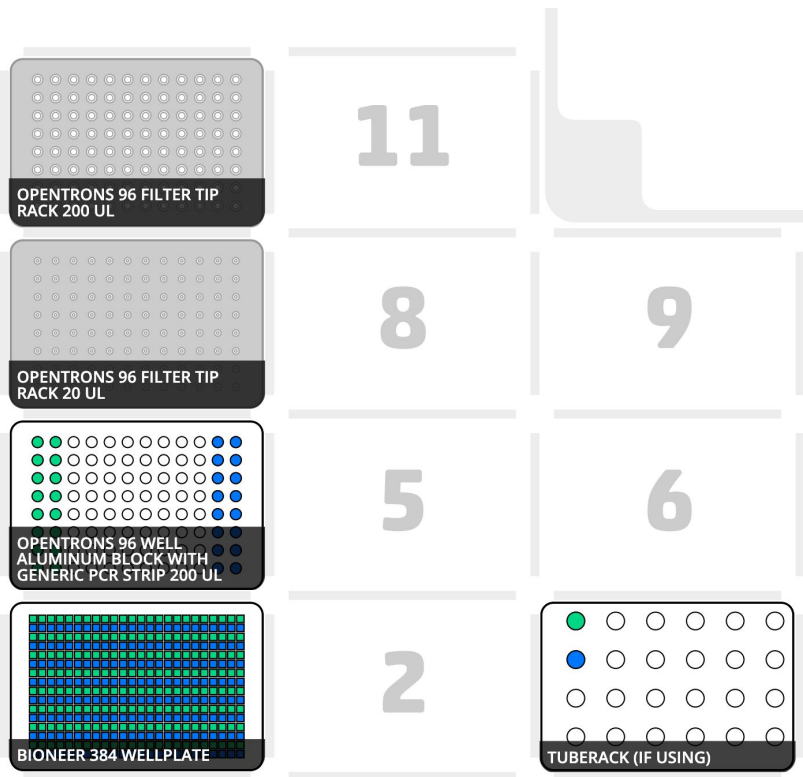 OPENTRONS 96 FILTER TIP
RACK 200 UL
11
OPENTRONS 96 FILTER TIP
RACK 20 UL
8
9
OPENTRONS 96 WELL
ALUMINUM BLOCK WITH
GENERIC PCR STRIP 200 UL
5
6
BIONEER 384 WELLPLATE
2
TUBERACK (IF USING)